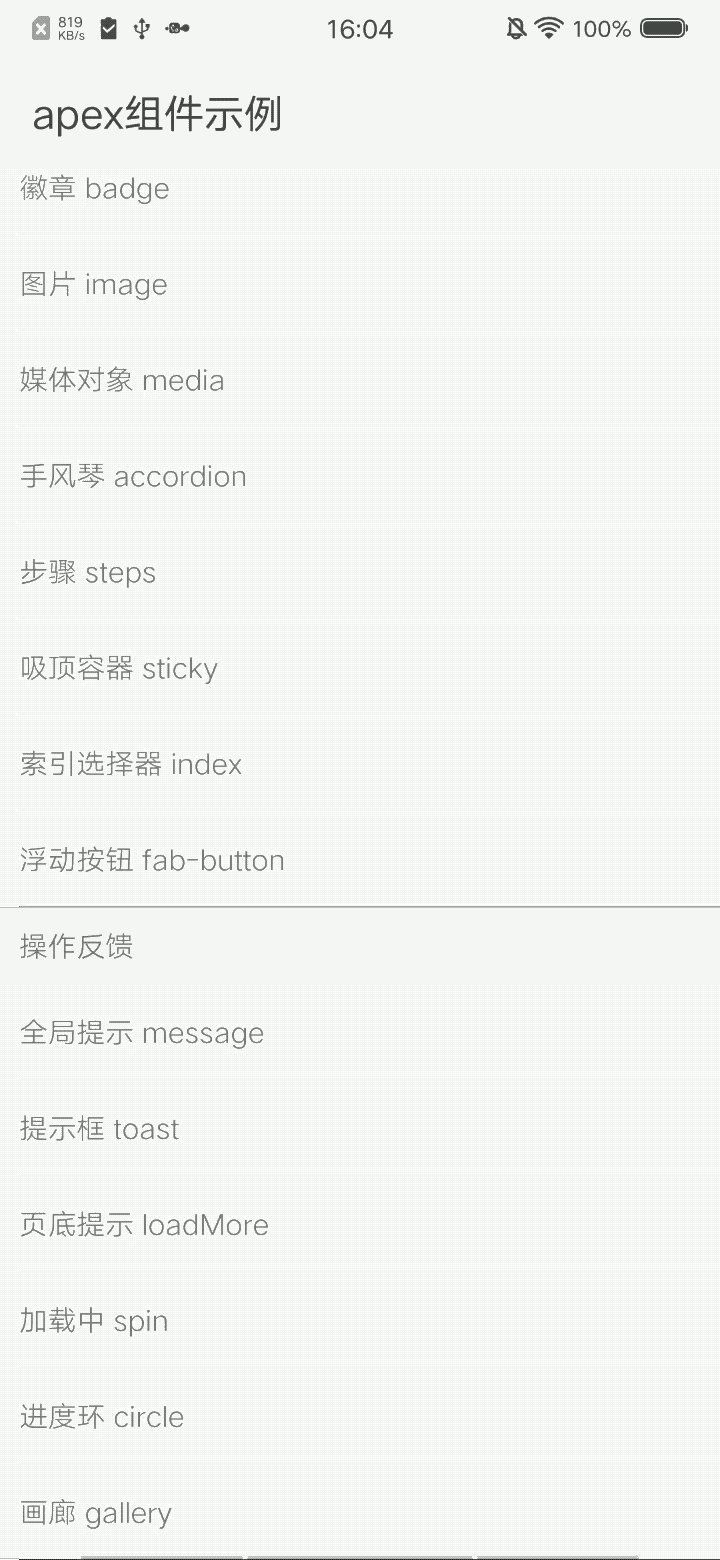 819
KB/s
16:04
100%
apex组件示例
徽章 badge
图片 image
媒体对象 media
手风琴 accordion
步骤 steps
吸顶容器 sticky
索引选择器 index
浮动按钮 fab-button
操作反馈
全局提示 message
提示框 toast
页底提示 loadMore
加载中 spin
进度环 circle
画廊 gallery